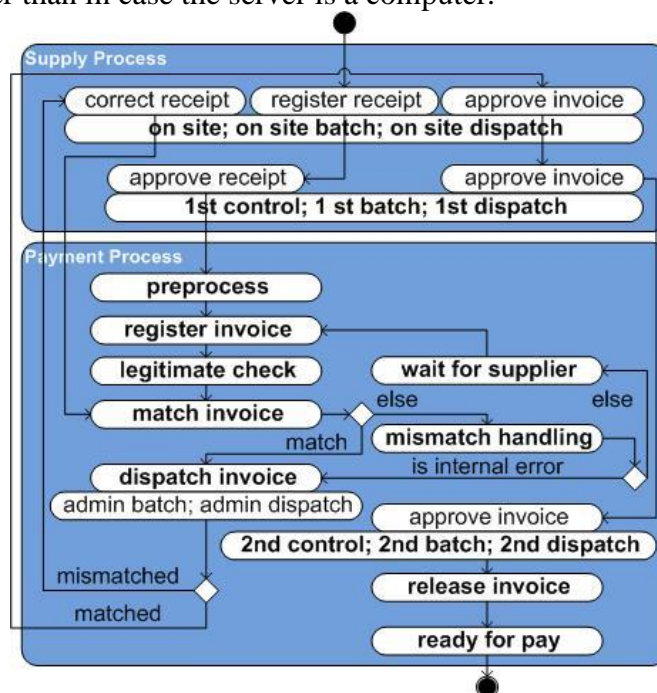 er than in case the server is a computer.
Supply Process
correct receipt register receipt approve invoice
on site; on site batch; on site dispatch
approve receipt approve invoice
1st control; 1 st batch; 1st dispatch
Payment Process
preprocess
register invoice
legitimate check wait for supplier
else else
match invoice
match mismatch handling
is internal error
dispatch invoice
admin batch; admin dispatch
approve invoice
2nd control; 2nd batch; 2nd dispatch
mismatched
release invoice
matched
ready for pay